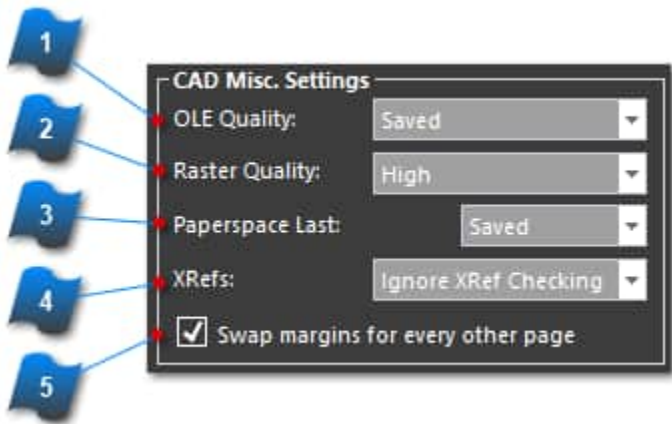 1
CAD Misc. Settings
OLE Quality: Saved
2
Raster Quality: High
3
Paperspace Last: Saved
4
XRefs: Ignore XRef Checking
5
Swap margins for every other page